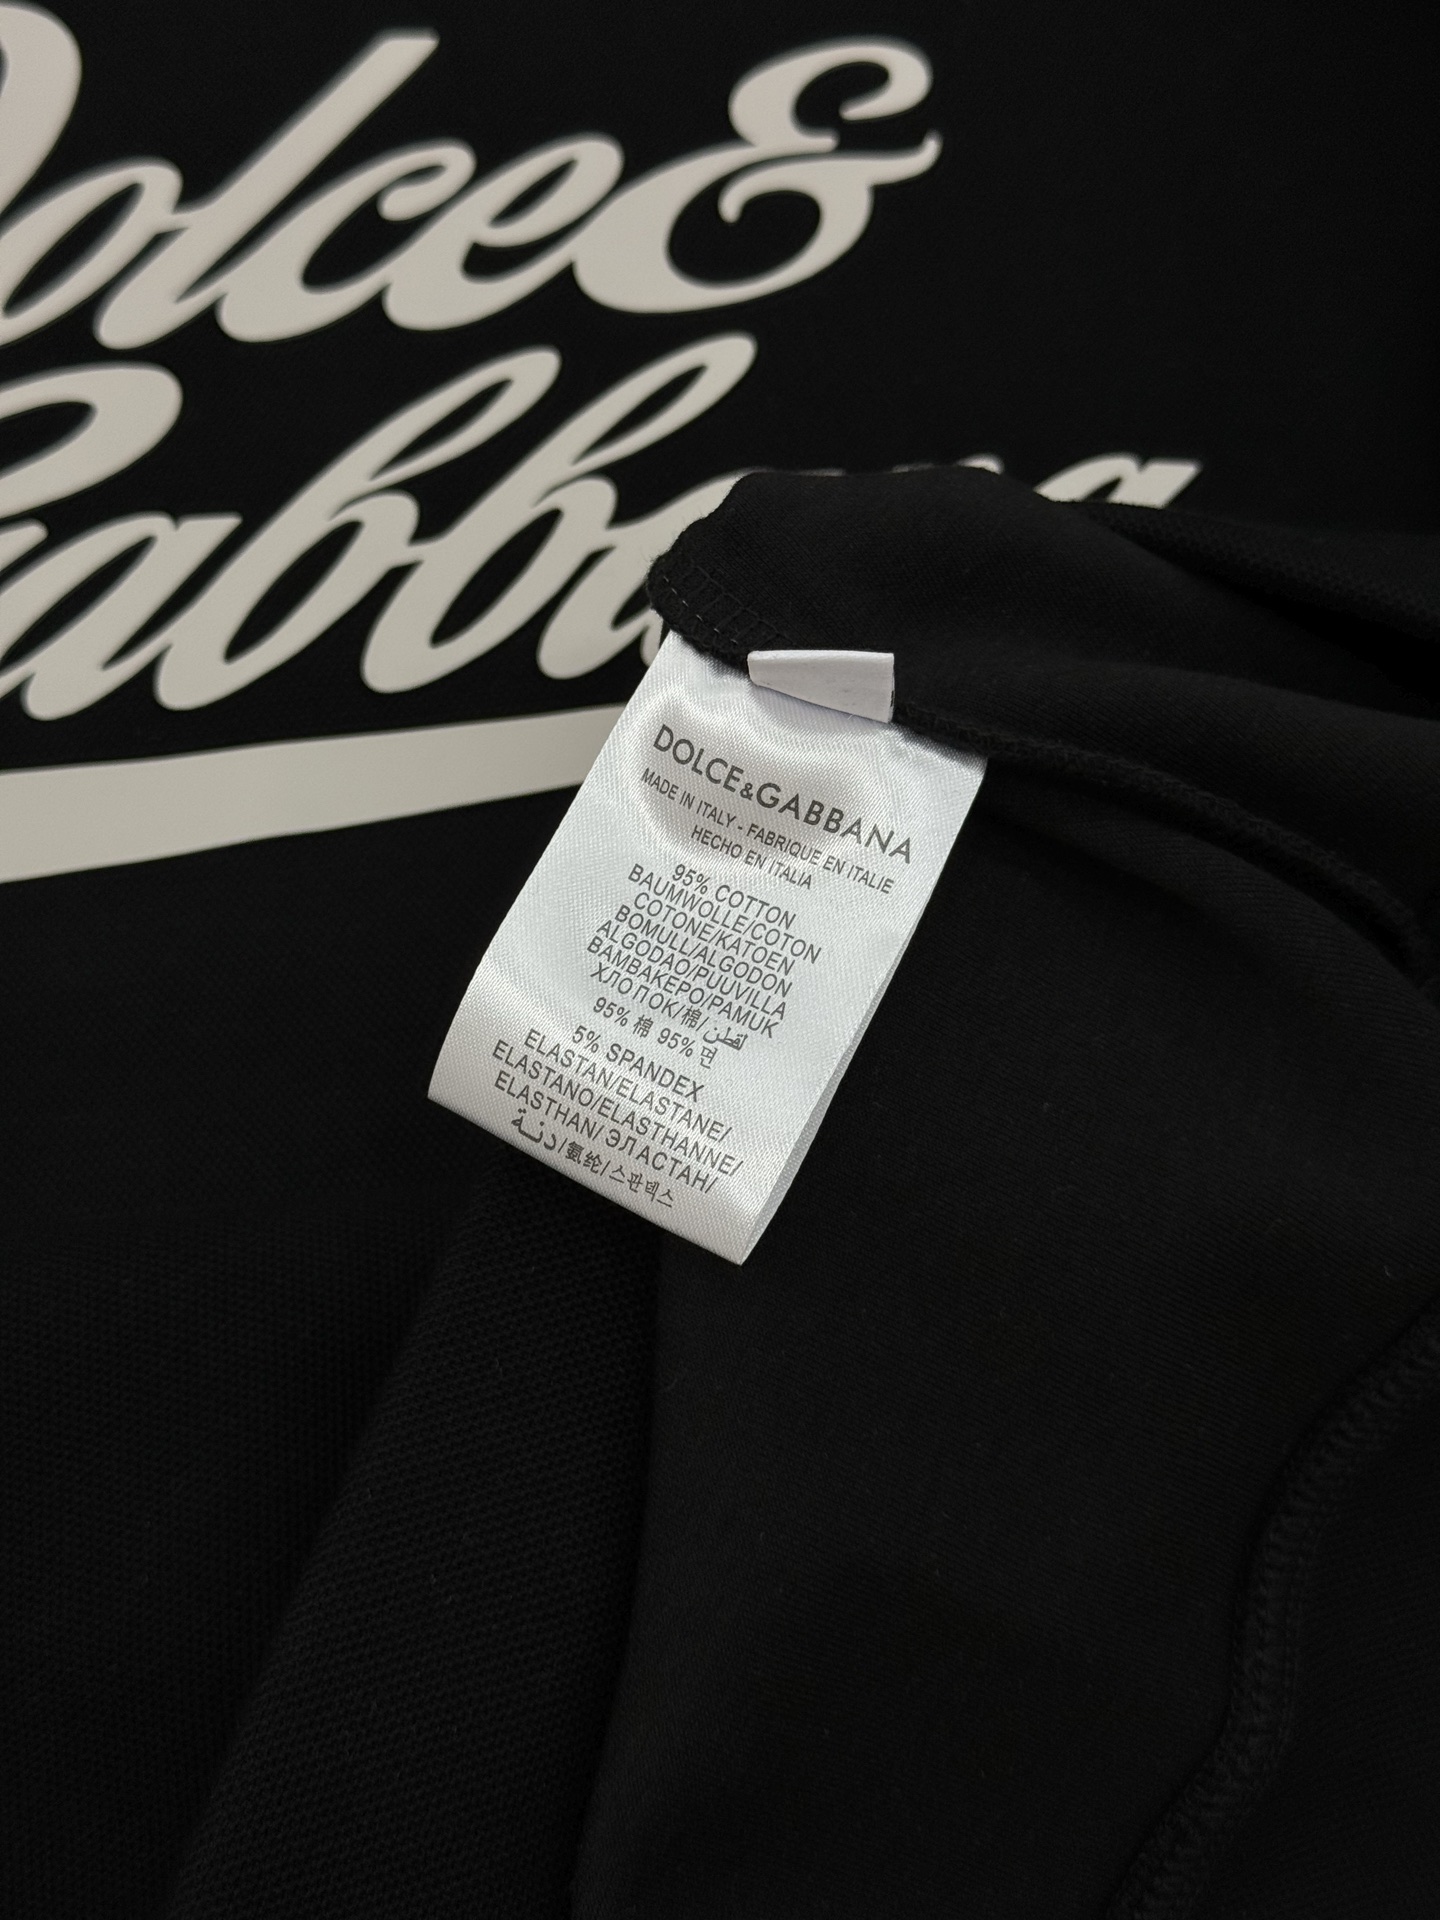 Dolce&
Gabbana
DOLCE&GABBANA
MADE IN ITALY - FABRIQUE EN ITALIE
HECHO EN ITALIA
95% COTTON
BAUMWOLLE/COTON
COTONE/KATOEN
BOMULL/ALGODON
ALGODAO/PUUVILLA
BAMBAKEPO/PAMUK
ХЛОПОК/棉/لقطن
95% 棉 95% 면
5% SPANDEX
ELASTAN/ELASTANE/
ELASTANO/ELASTHANNE/
ELASTHAN/ ЭЛАСТАН/
/氨纶/스판덱스